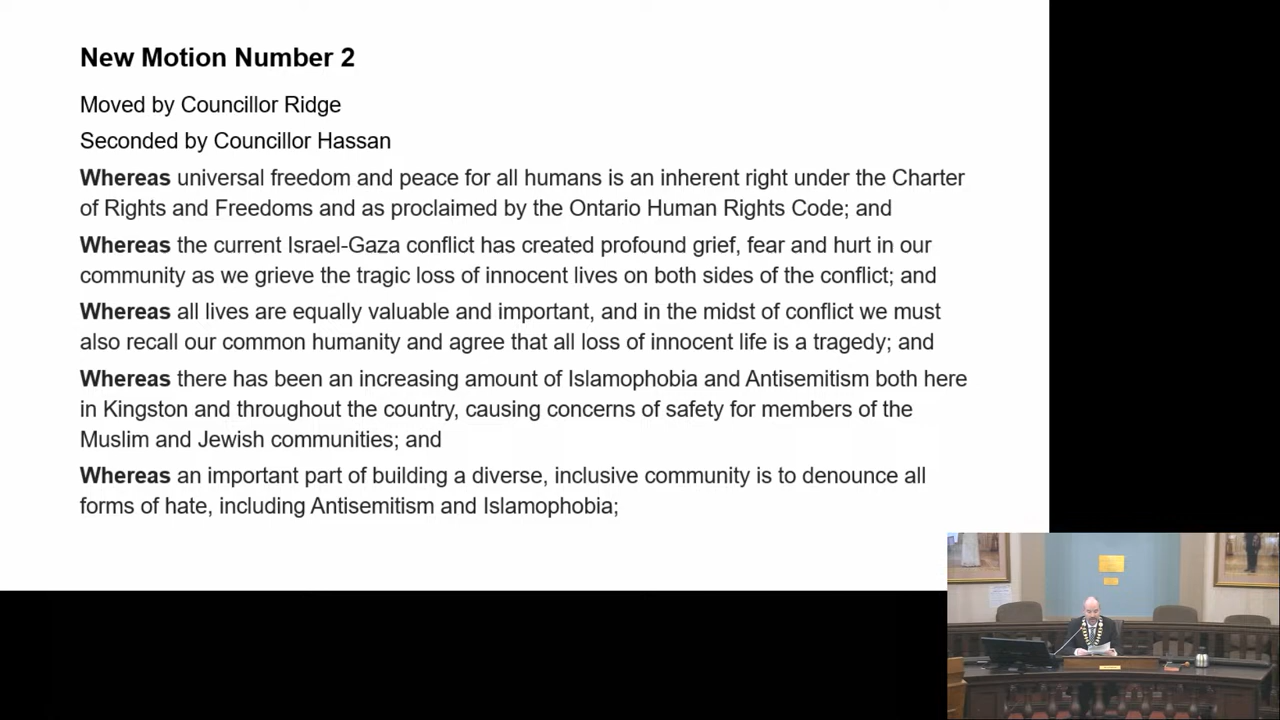 New Motion Number 2
Moved by Councillor Ridge
Seconded by Councillor Hassan
Whereas universal freedom and peace for all humans is an inherent right under the Charter
of Rights and Freedoms and as proclaimed by the Ontario Human Rights Code; and
Whereas the current Israel-Gaza conflict has created profound grief, fear and hurt in our
community as we grieve the tragic loss of innocent lives on both sides of the conflict; and
Whereas all lives are equally valuable and important, and in the midst of conflict we must
also recall our common humanity and agree that all loss of innocent life is a tragedy; and
Whereas there has been an increasing amount of Islamophobia and Antisemitism both here
in Kingston and throughout the country, causing concerns of safety for members of the
Muslim and Jewish communities; and
Whereas an important part of building a diverse, inclusive community is to denounce all
forms of hate, including Antisemitism and Islamophobia;